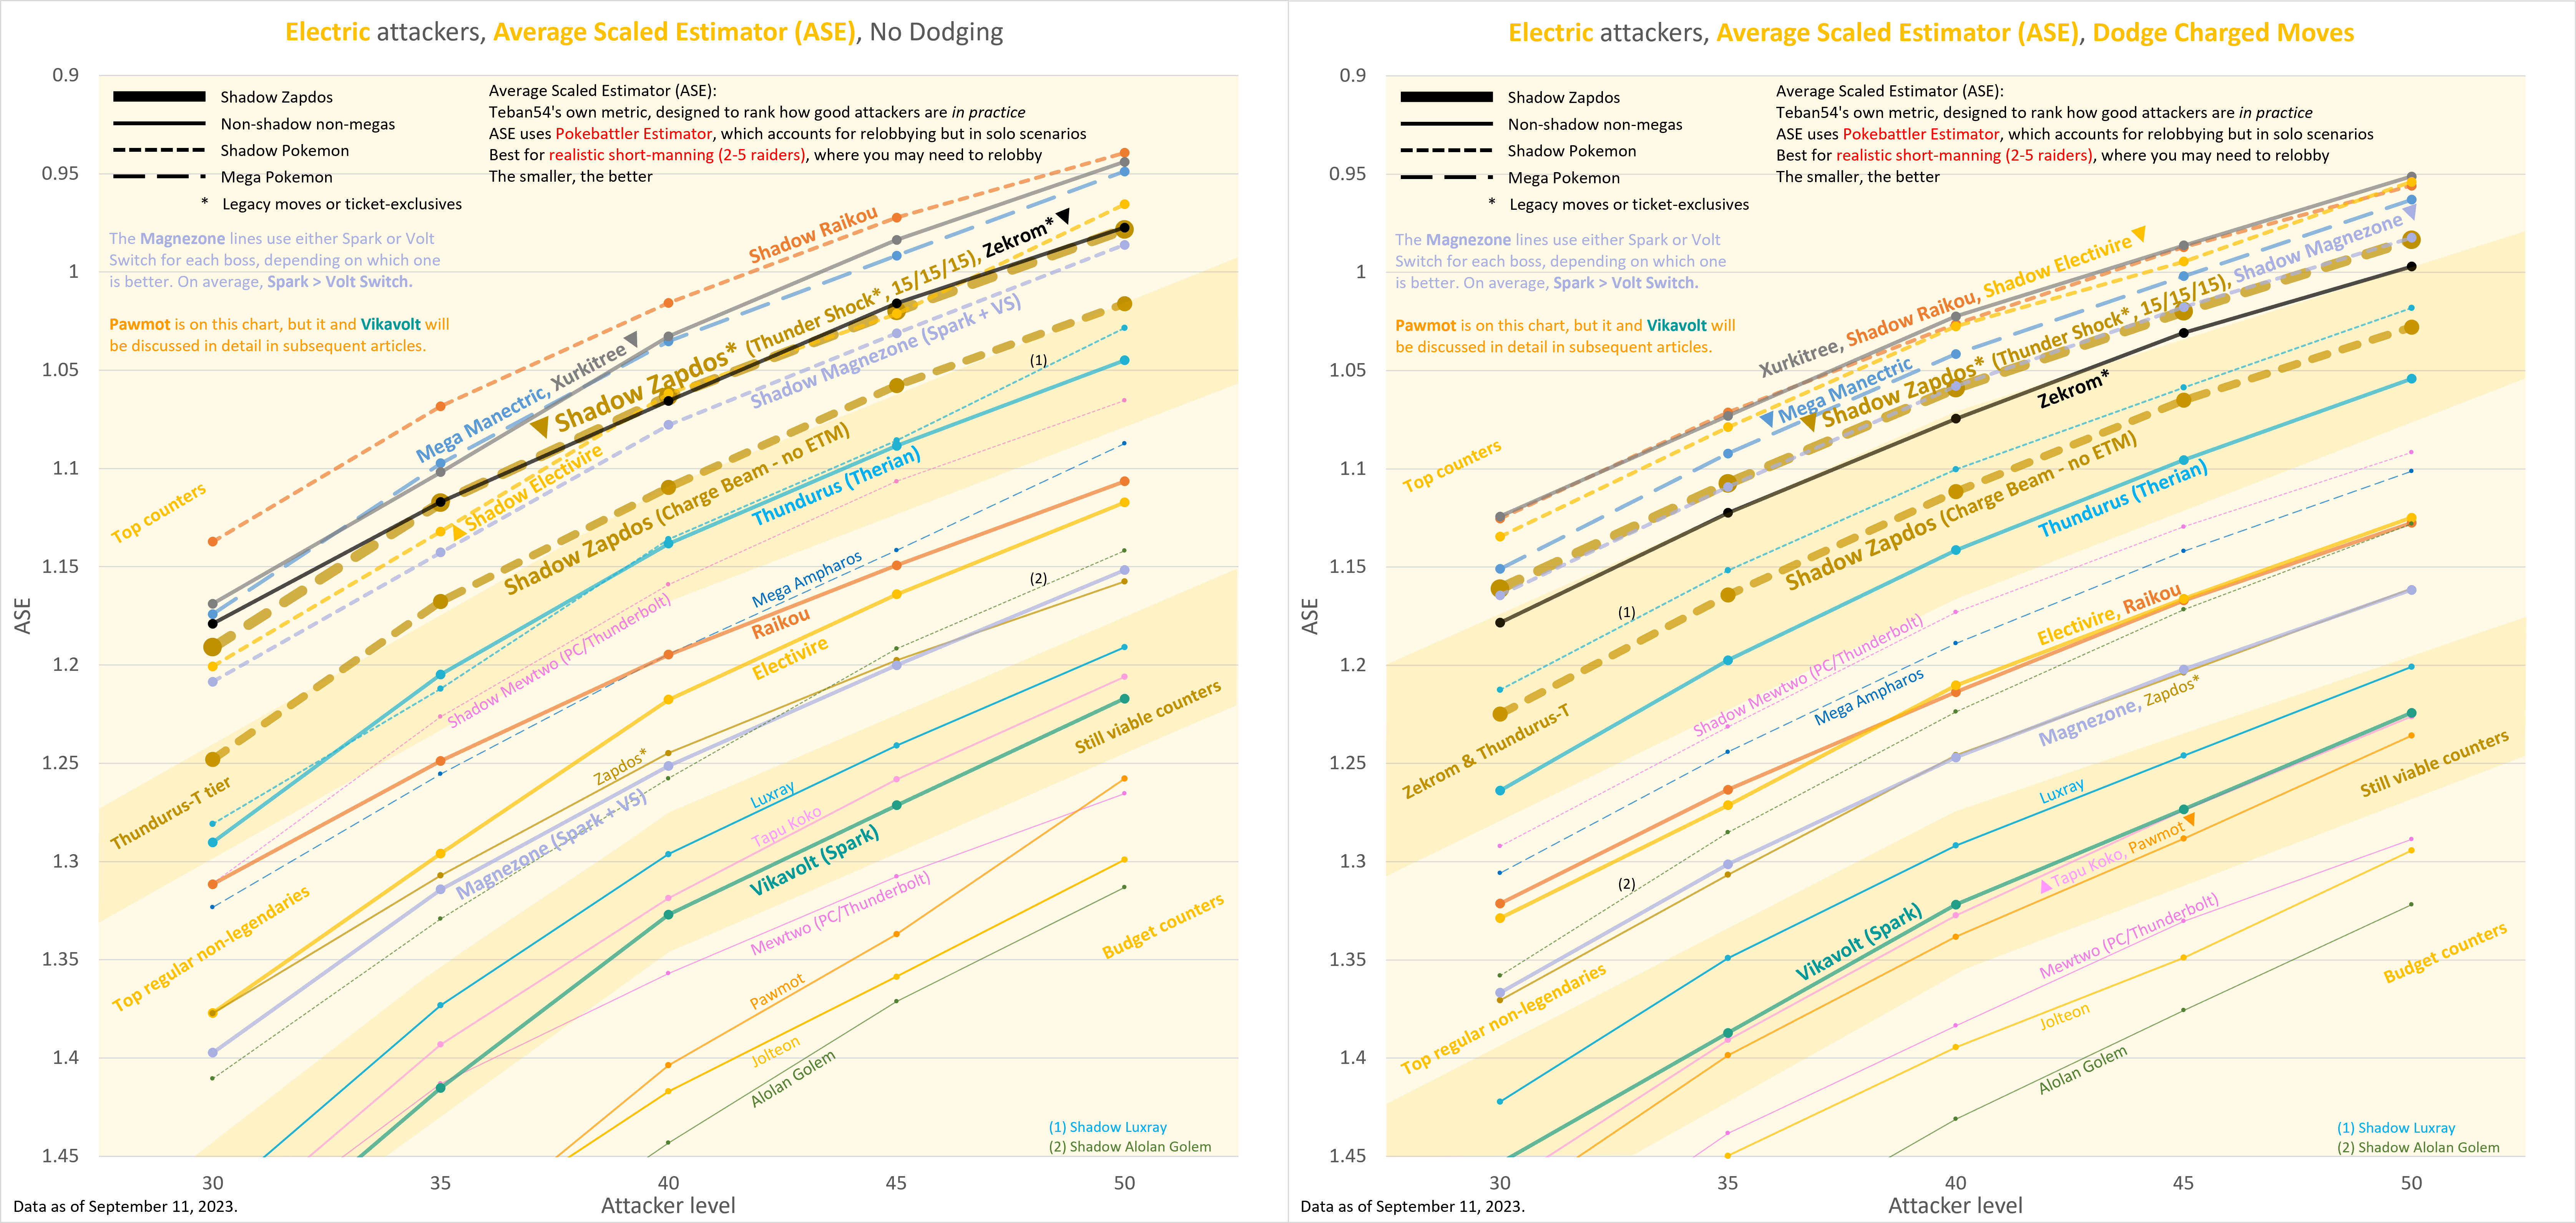 Electric attackers, Average Scaled Estimator (ASE), No Dodging
0.9
0.95
1
1.05
1.1
1.15
1.2
1.25
1.3
1.35
1.4
1.45
ASE
Shadow Zapdos
Non-shadow non-megas
Shadow Pokemon
Mega Pokemon
* Legacy moves or ticket-exclusives
Average Scaled Estimator (ASE):
Teban54's own metric, designed to rank how good attackers are in practice
ASE uses Pokebattler Estimator, which accounts for relobbying but in solo scenarios
Best for realistic short-manning (2-5 raiders), where you may need to relobby
The smaller, the better
The Magnezone lines use either Spark or Volt
Switch for each boss, depending on which one
is better. On average, Spark > Volt Switch.
Pawmot is on this chart, but it and Vikavolt will
be discussed in detail in subsequent articles.
Shadow Raikou
Zekrom*
Mega Manectric, Xurkitree
Shadow Zapdos* (Thunder Shock*, 15/15/15),
Shadow Magnezone (Spark + VS)
Shadow Electivire
(1)
Shadow Zapdos (Charge Beam - no ETM)
Thundurus (Therian)
Top counters
Shadow Mewtwo (PC/Thunderbolt)
Mega Ampharos
Raikou
Electivire
(2)
Zapdos*
Magnezone (Spark + VS)
Thundurus-T tier
Luxray
Tapu Koko
Vikavolt (Spark)
Still viable counters
Mewtwo (PC/Thunderbolt)
Top regular non-legendaries
Pawmot
Jolteon
Alolan Golem
Budget counters
(1) Shadow Luxray
(2) Shadow Alolan Golem
30
35
40
45
50
Attacker level
Data as of September 11, 2023.
Electric attackers, Average Scaled Estimator (ASE), Dodge Charged Moves
0.9
0.95
1
1.05
1.1
1.15
1.2
1.25
1.3
1.35
1.4
1.45
ASE
Shadow Zapdos
Non-shadow non-megas
Shadow Pokemon
Mega Pokemon
* Legacy moves or ticket-exclusives
Average Scaled Estimator (ASE):
Teban54's own metric, designed to rank how good attackers are in practice
ASE uses Pokebattler Estimator, which accounts for relobbying but in solo scenarios
Best for realistic short-manning (2-5 raiders), where you may need to relobby
The smaller, the better
The Magnezone lines use either Spark or Volt
Switch for each boss, depending on which one
is better. On average, Spark > Volt Switch.
Pawmot is on this chart, but it and Vikavolt will
be discussed in detail in subsequent articles.
Xurkitree, Shadow Raikou, Shadow Electivire
Mega Manectric
Shadow Zapdos* (Thunder Shock*, 15/15/15), Shadow Magnezone
Zekrom*
Top counters
Shadow Zapdos (Charge Beam - no ETM)
Thundurus (Therian)
(1)
Shadow Mewtwo (PC/Thunderbolt)
Mega Ampharos
Electivire, Raikou
Zekrom & Thundurus-T
Magnezone, Zapdos*
(2)
Luxray
Still viable counters
Tapu Koko, Pawmot
Vikavolt (Spark)
Mewtwo (PC/Thunderbolt)
Top regular non-legendaries
Jolteon
Alolan Golem
Budget counters
(1) Shadow Luxray
(2) Shadow Alolan Golem
30
35
40
45
50
Attacker level
Data as of September 11, 2023.